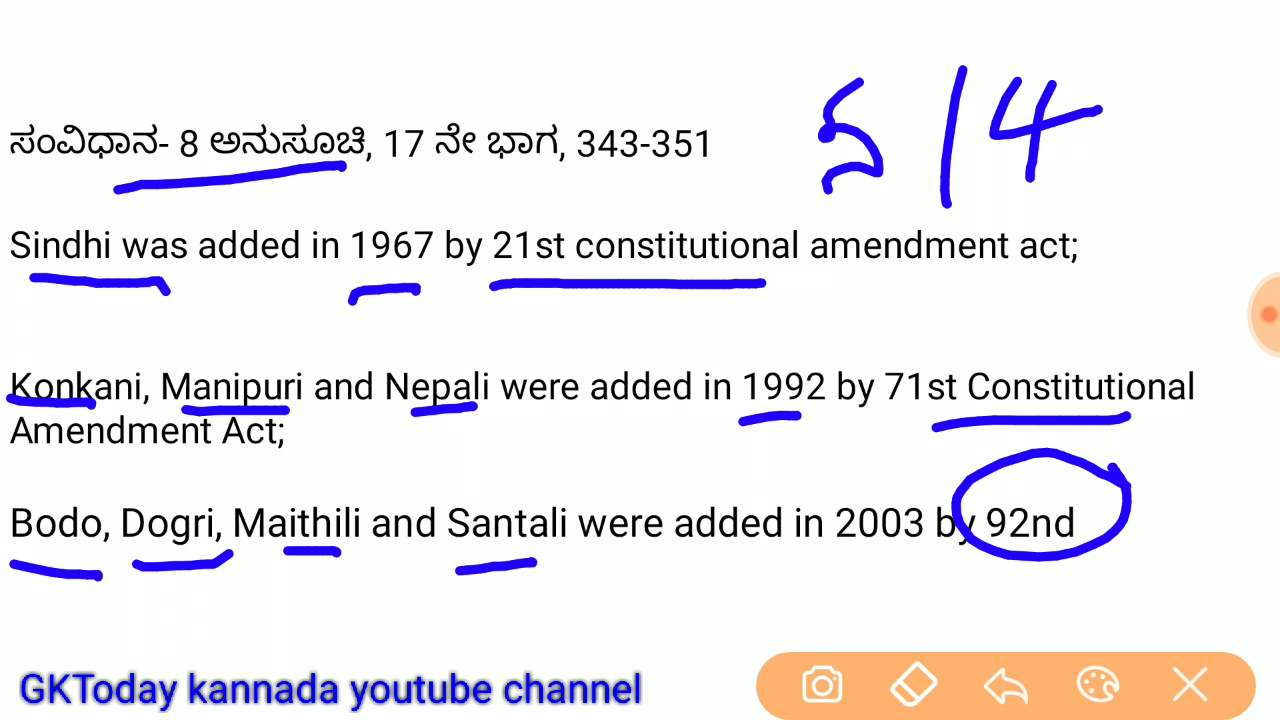 ಸಂವಿಧಾನ- 8 ಅನುಸೂಚಿ, 17 ನೇ ಭಾಗ, 343-351
Sindhi was added in 1967 by 21st constitutional amendment act;
Konkani, Manipuri and Nepali were added in 1992 by 71st Constitutional
Amendment Act;
Bodo, Dogri, Maithili and Santali were added in 2003 by 92nd
GKToday kannada youtube channel